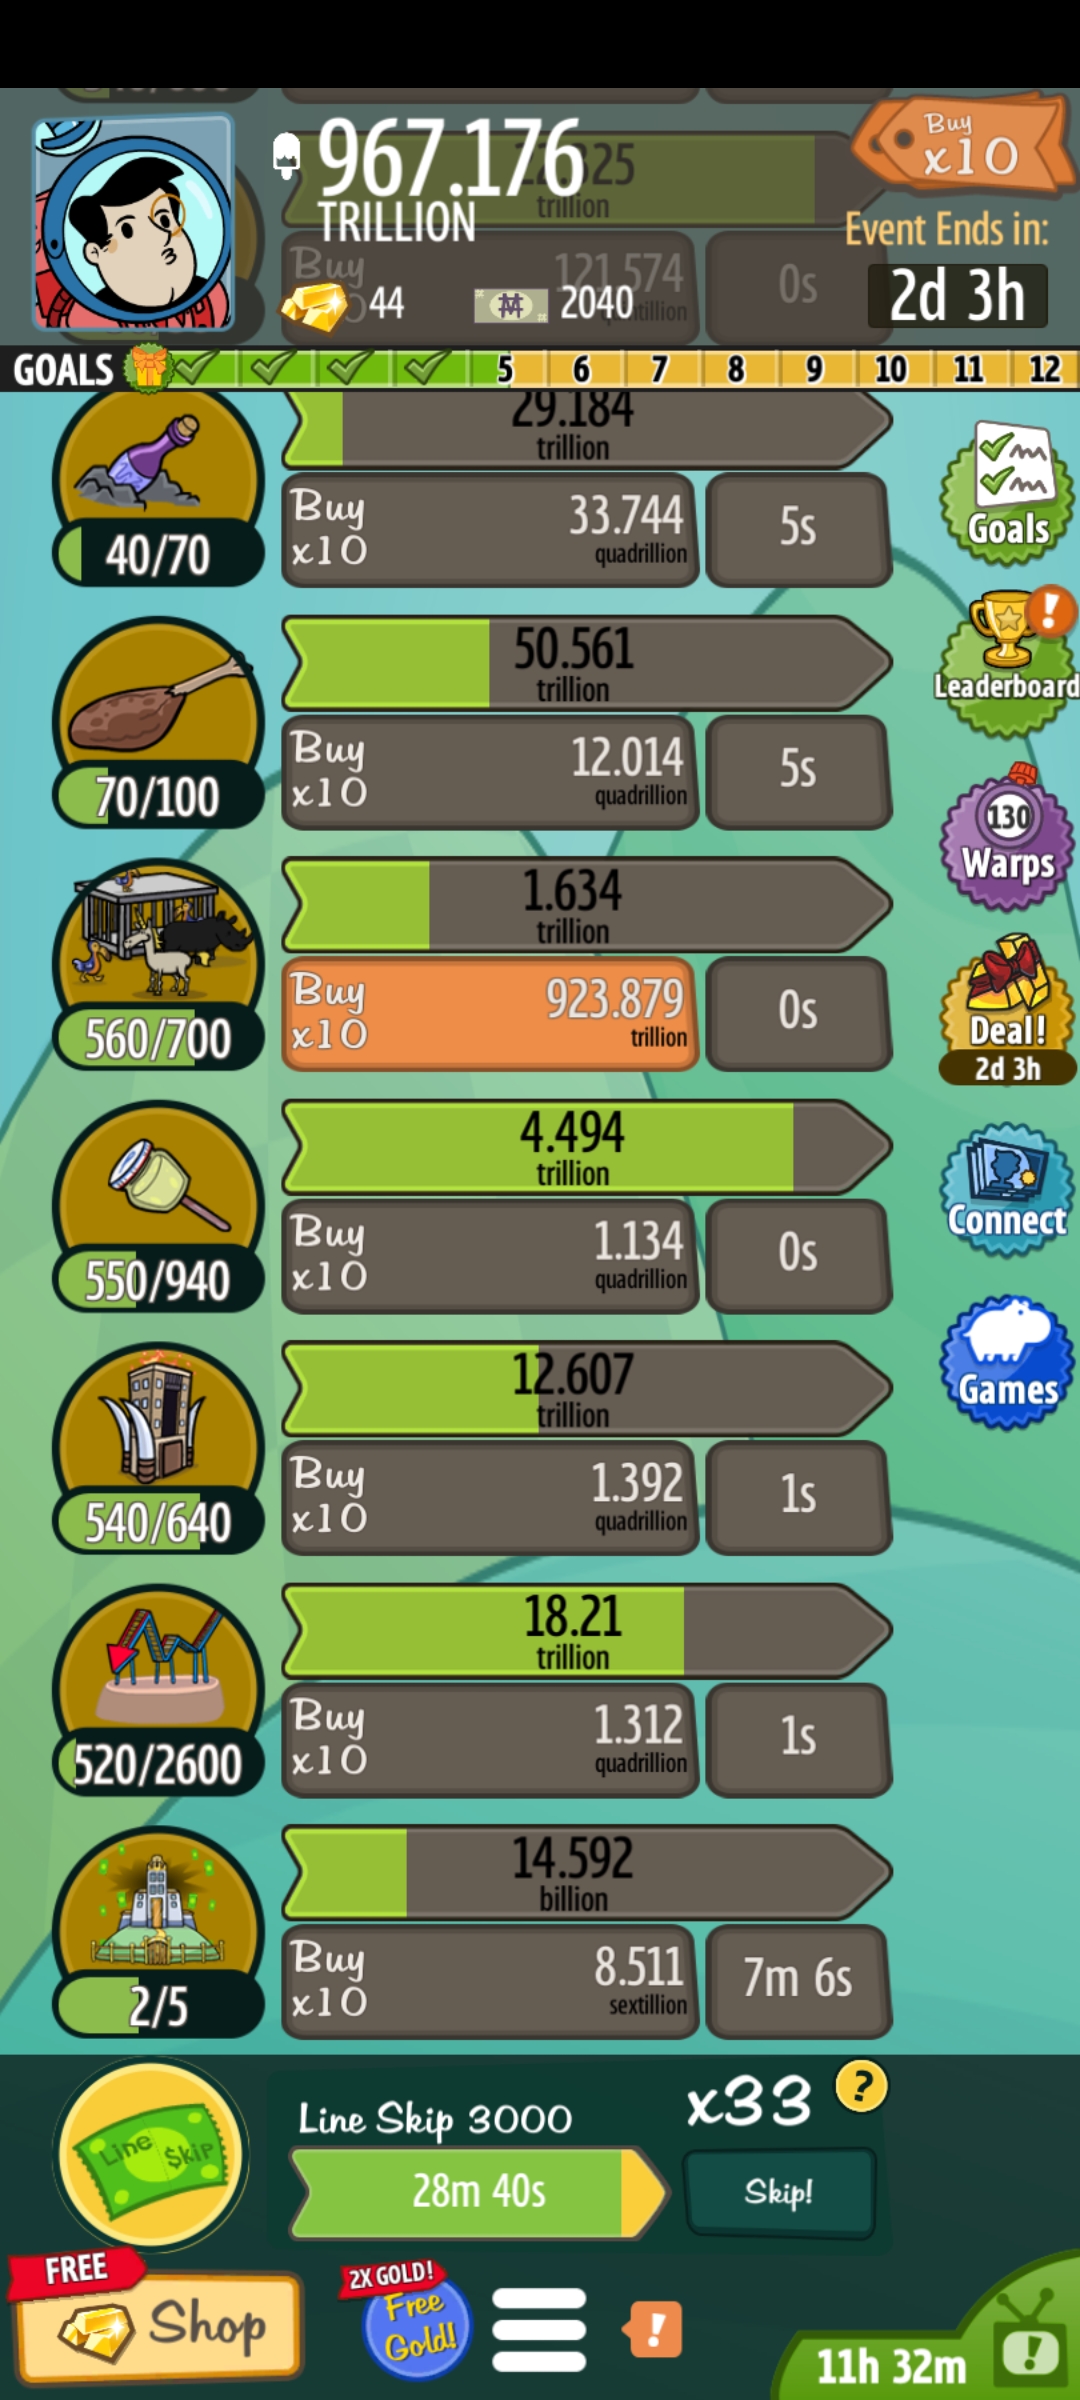 967.176
TRILLION
Buy
x10
Event Ends in:
2d 3h
44
2040
trillion
Buy
121.574
0s
GOALS
5 6 7 8 9 10 11 12
29.184
trillion
Buy
x10
33.744
quadrillion
5s
40/70
Goals
50.561
trillion
Buy
x10
12.014
quadrillion
5s
70/100
Leaderboard
1.634
trillion
Buy
x10
923.879
trillion
0s
560/700
130
Warps
Deal!
2d 3h
4.494
trillion
Buy
x10
1.134
quadrillion
0s
550/940
Connect
12.607
trillion
Buy
x10
1.392
quadrillion
1s
540/640
Games
18.21
trillion
Buy
x10
1.312
quadrillion
1s
520/2600
14.592
billion
Buy
x10
8.511
sextillion
7m 6s
2/5
Line Skip
Line Skip 3000
x33
?
28m 40s
Skip!
FREE
Shop
2X GOLD!
Free
Gold!
!
11h 32m
!